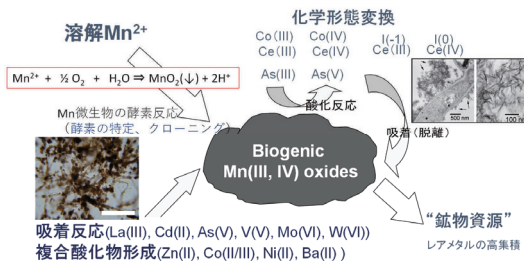 化学形態変換
溶解Mn²⁺
Co(III) Co(IV) I(-1) I(0)
Ce(III) Ce(IV) Ce(III) Ce(IV)
As(III) As(V)
Mn²⁺ + ½ O₂ + H₂O ⇒ MnO₂(↓) + 2H⁺
酸化反応
500 nm
100 nm
Mn微生物の酵素反応
(酵素の特定、クローニング)
吸着(脱離)
Biogenic
Mn(III, IV) oxides
“鉱物資源”
レアメタルの高集積
吸着反応(La(III), Cd(II), As(V), V(V), Mo(VI), W(VI))
複合酸化物形成(Zn(II), Co(II/III), Ni(II), Ba(II) )